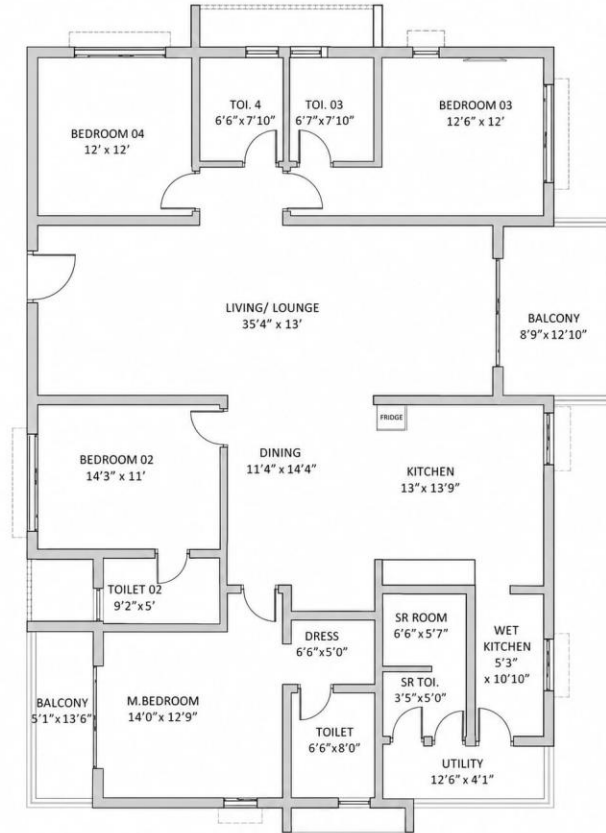 TOI. 4
6'6"x7'10"
TOI. 03
6'7"x7'10"
BEDROOM 03
12'6" x 12'
BEDROOM 04
12' x 12'
LIVING/ LOUNGE
35'4" x 13'
BALCONY
8'9"x12'10"
FRIDGE
BEDROOM 02
14'3" x 11'
DINING
11'4" x 14'4"
KITCHEN
13"x 13'9"
TOILET 02
9'2"x 5'
SR ROOM
6'6"x 5'7"
WET
KITCHEN
5'3"
x 10'10"
DRESS
6'6"x5'0"
SR TOI.
3'5"x5'0"
BALCONY
5'1"x13'6"
M.BEDROOM
14'0" x 12'9"
TOILET
6'6"x8'0"
UTILITY
12'6" x 4'1"